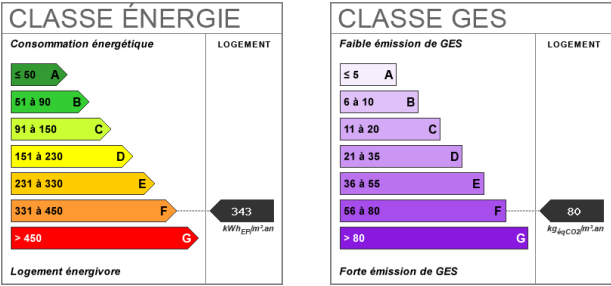 CLASSE ÉNERGIE
Consommation énergétique
LOGEMENT
≤ 50 A
51 à 90 B
91 à 150 C
151 à 230 D
231 à 330 E
331 à 450 F
343
kWhEP/m².an
> 450 G
Logement énergivore
CLASSE GES
Faible émission de GES
LOGEMENT
≤ 5 A
6 à 10 B
11 à 20 C
21 à 35 D
36 à 55 E
56 à 80 F
80
kgéqCO2/m².an
> 80 G
Forte émission de GES